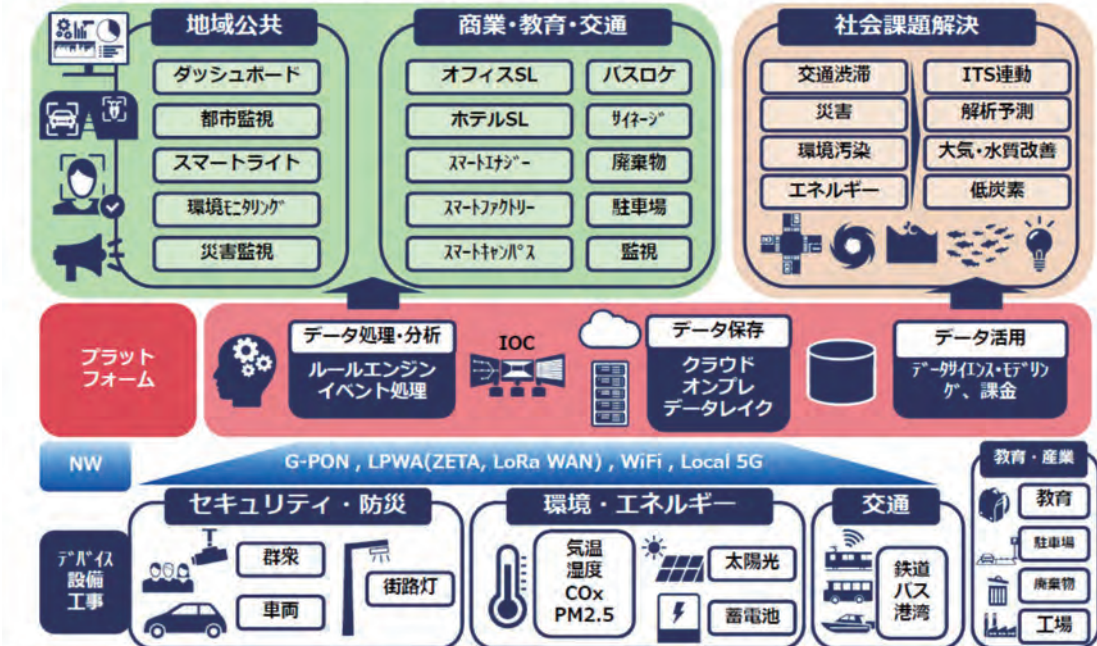 地域公共
ダッシュボード
都市監視
スマートライト
環境ﾓﾆﾀﾘﾝｸﾞ
災害監視
商業・教育・交通
オフィスSL
ホテルSL
ｽﾏｰﾄｴﾅｼﾞｰ
ｽﾏｰﾄﾌｧｸﾄﾘｰ
ｽﾏｰﾄｷｬﾝﾊﾟｽ
バスロケ
ｻｲﾈｰｼﾞ
廃棄物
駐車場
監視
社会課題解決
交通渋滞
災害
環境汚染
エネルギー
ITS連動
解析予測
大気・水質改善
低炭素
プラット
フォーム
データ処理・分析
ルールエンジン
イベント処理
IOC
データ保存
クラウド
オンプレ
データレイク
データ活用
ﾃﾞｰﾀｻｲｴﾝｽ・ﾓﾃﾞﾘﾝ
ｸﾞ、課金
NW
G-PON , LPWA(ZETA, LoRa WAN) , WiFi , Local 5G
ﾃﾞﾊﾞｲｽ
設備
工事
セキュリティ・防災
群衆
車両
街路灯
環境・エネルギー
気温
湿度
COx
PM2.5
太陽光
蓄電池
交通
鉄道
バス
港湾
教育・産業
教育
駐車場
廃棄物
工場